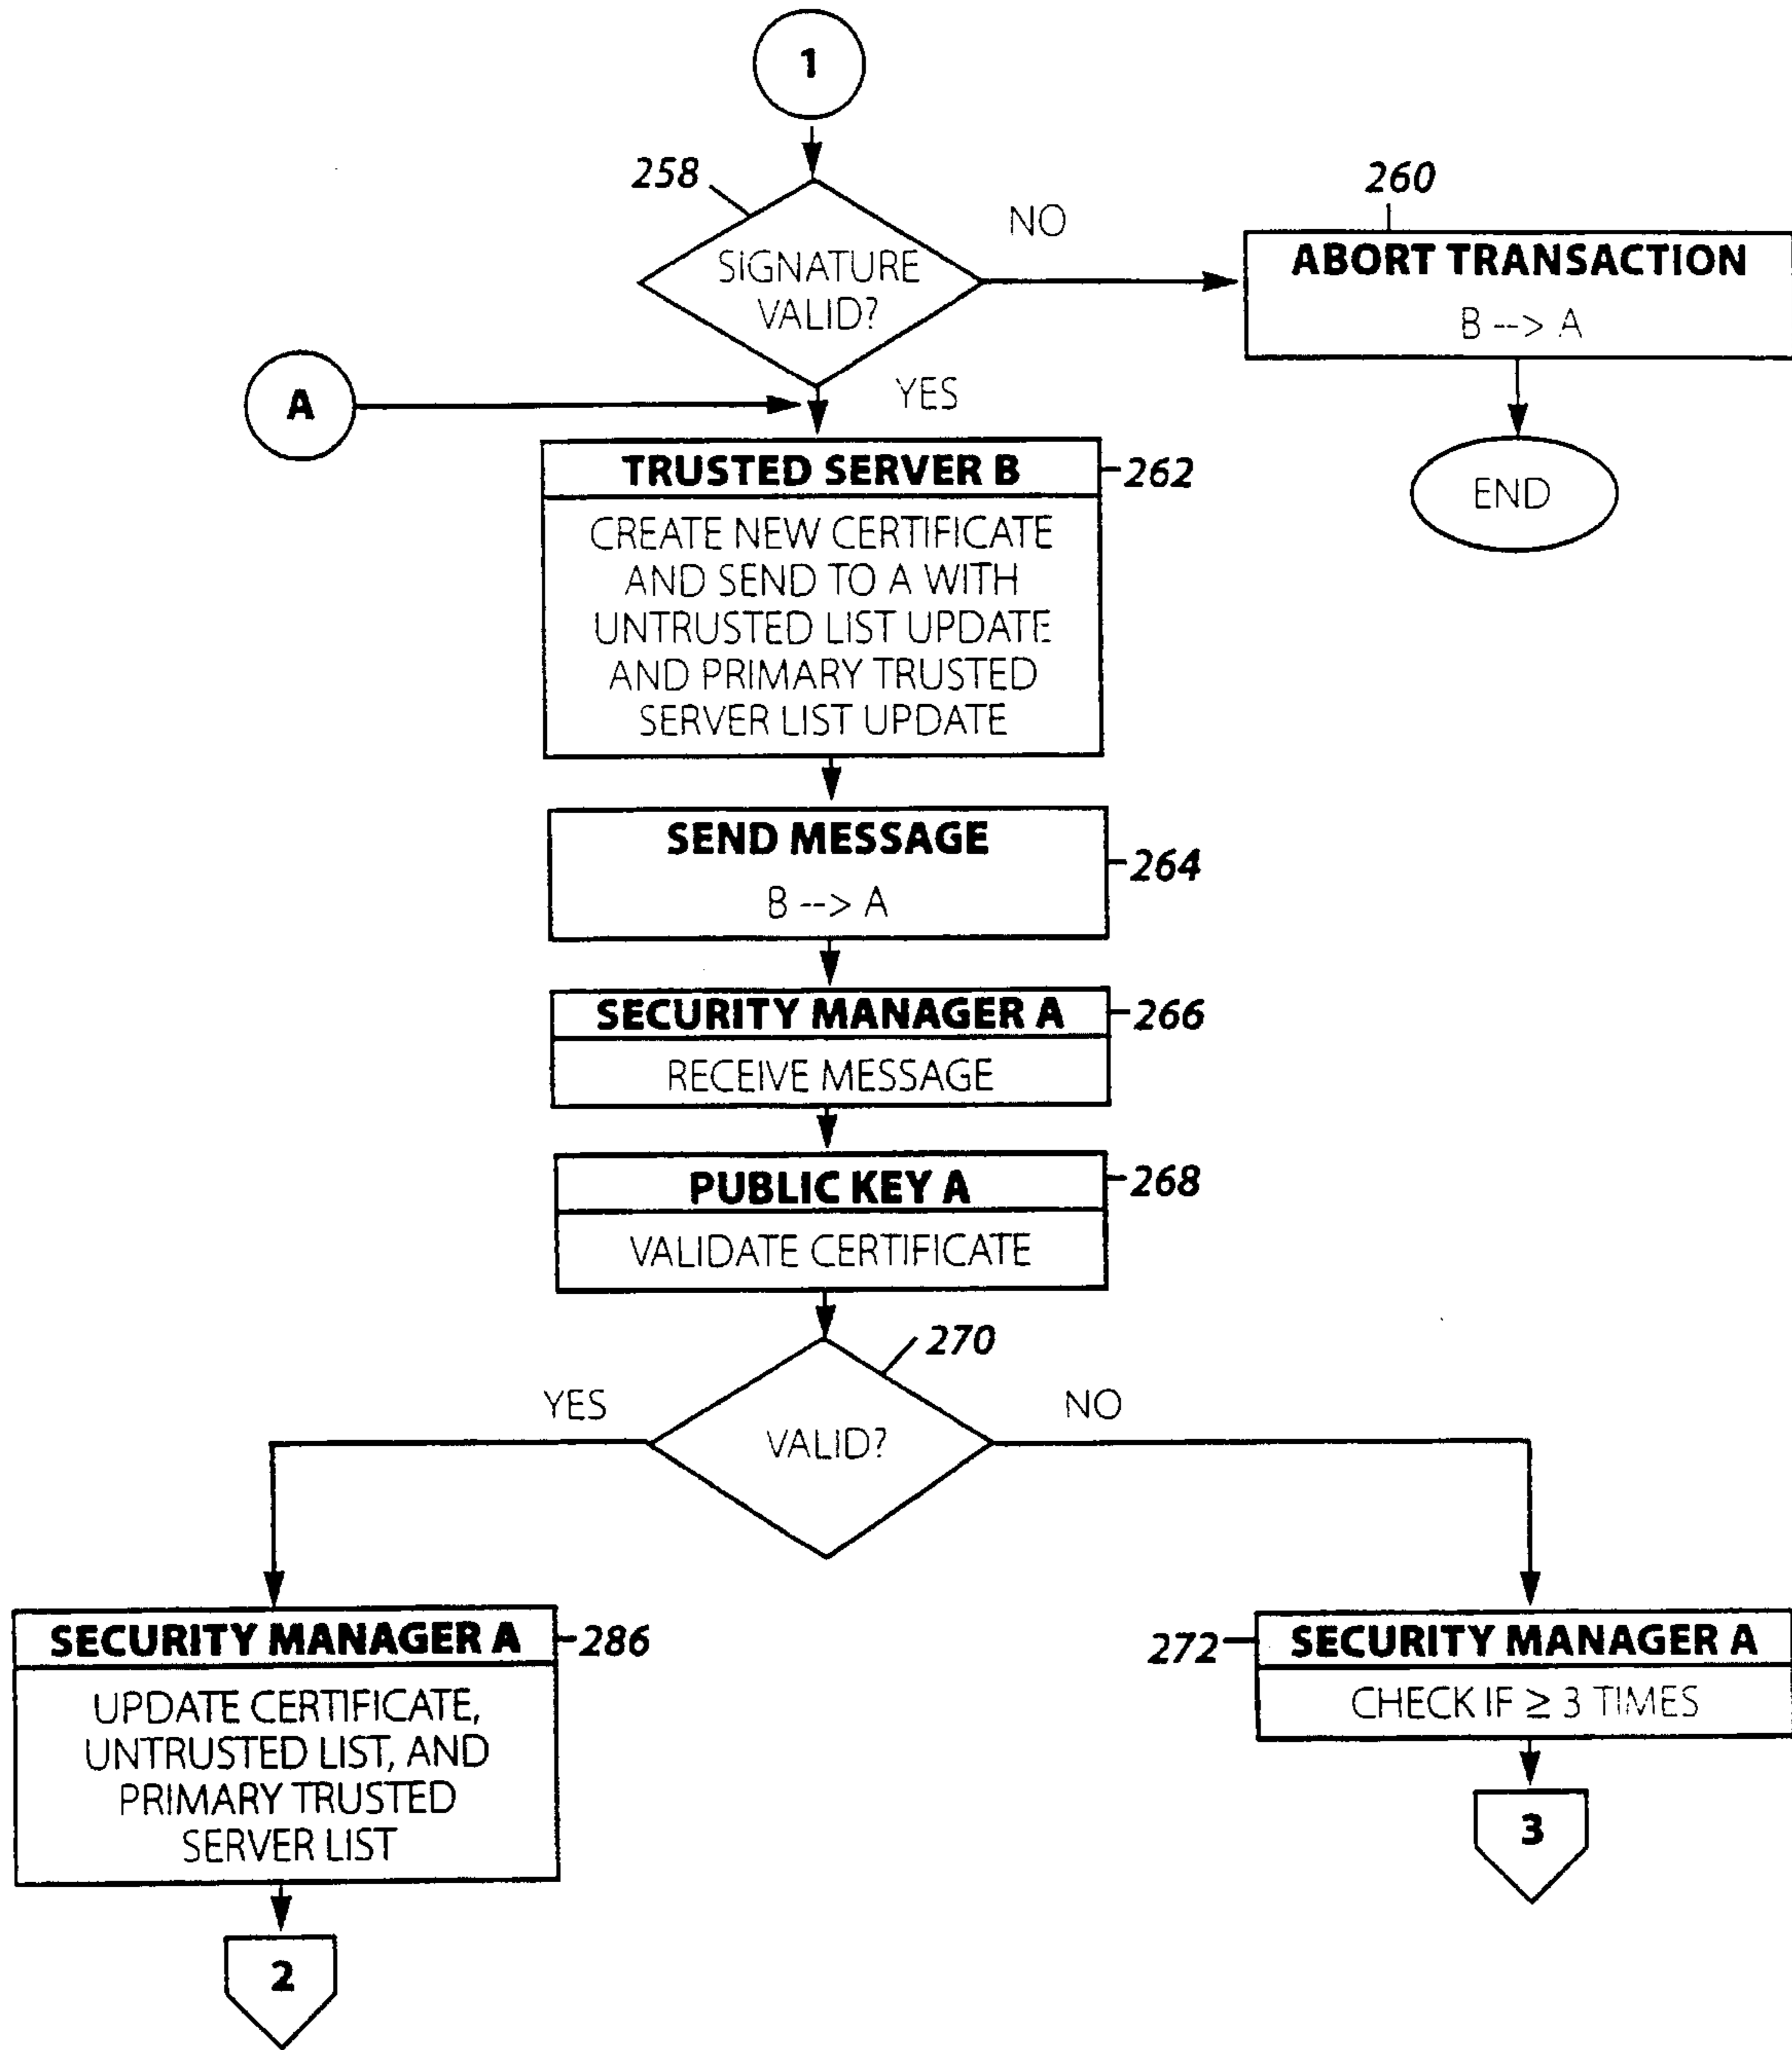 1
258
SIGNATURE
VALID?
NO
260
ABORT TRANSACTION
B --> A
END
A
YES
TRUSTED SERVER B
262
CREATE NEW CERTIFICATE
AND SEND TO A WITH
UNTRUSTED LIST UPDATE
AND PRIMARY TRUSTED
SERVER LIST UPDATE
SEND MESSAGE
264
B --> A
SECURITY MANAGER A
266
RECEIVE MESSAGE
PUBLIC KEY A
268
VALIDATE CERTIFICATE
270
YES
VALID?
NO
SECURITY MANAGER A
286
UPDATE CERTIFICATE,
UNTRUSTED LIST, AND
PRIMARY TRUSTED
SERVER LIST
2
272
SECURITY MANAGER A
CHECK IF ≥ 3 TIMES
3